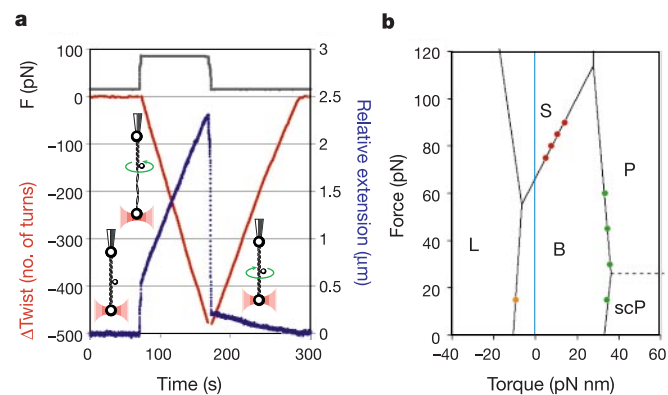 a
F (pN)
100
50
0
−50
−100
−200
−300
−400
−500
ΔTwist (no. of turns)
3
2.5
2
1.5
1
0.5
0
Relative extension (μm)
0 100 200 300
Time (s)
b
Force (pN)
120
100
80
60
40
20
0
S
P
L
B
scP
−40 −20 0 20 40 60
Torque (pN nm)